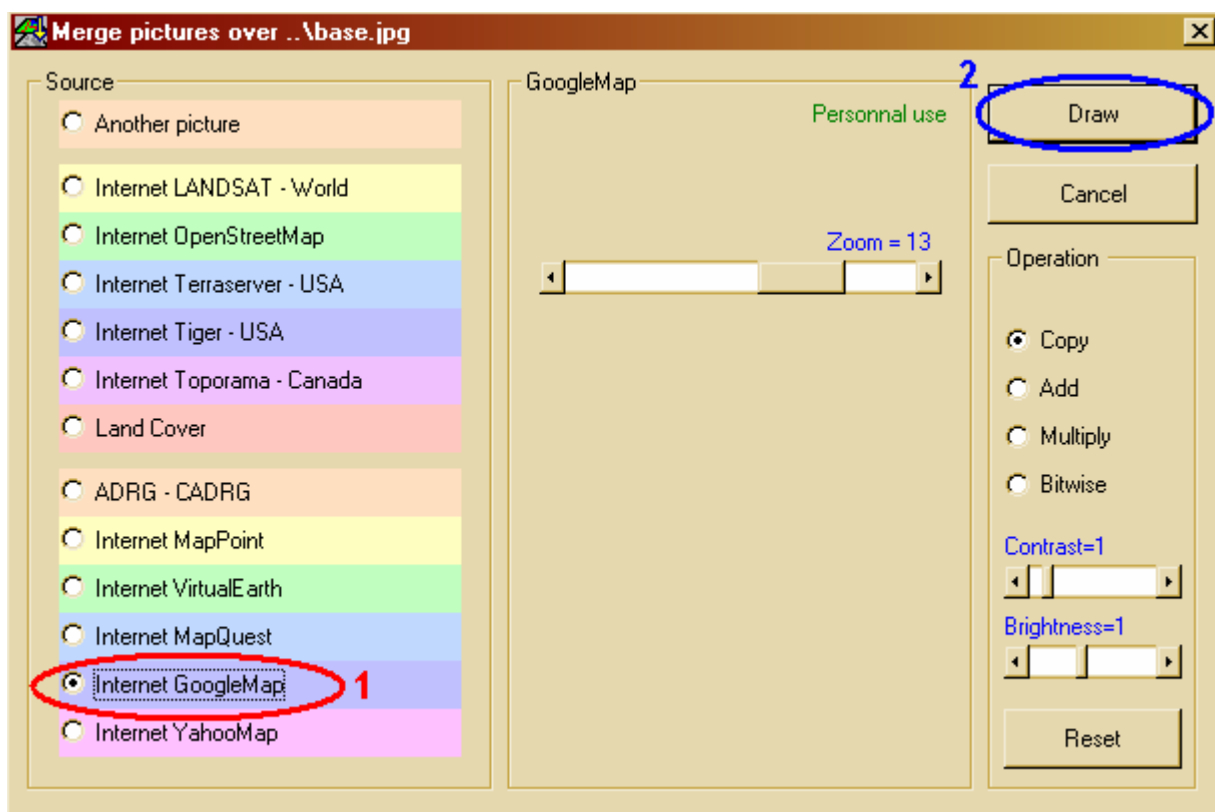 Merge pictures over ..\base.jpg
Source
Another picture
Internet LANDSAT - World
Internet OpenStreetMap
Internet Terraserver - USA
Internet Tiger - USA
Internet Toporama - Canada
Land Cover
ADRG - CADRG
Internet MapPoint
Internet VirtualEarth
Internet MapQuest
Internet GoogleMap 1
Internet YahooMap
GoogleMap
Personnal use
Zoom = 13
2
Draw
Cancel
Operation
Copy
Add
Multiply
Bitwise
Contrast=1
Brightness=1
Reset